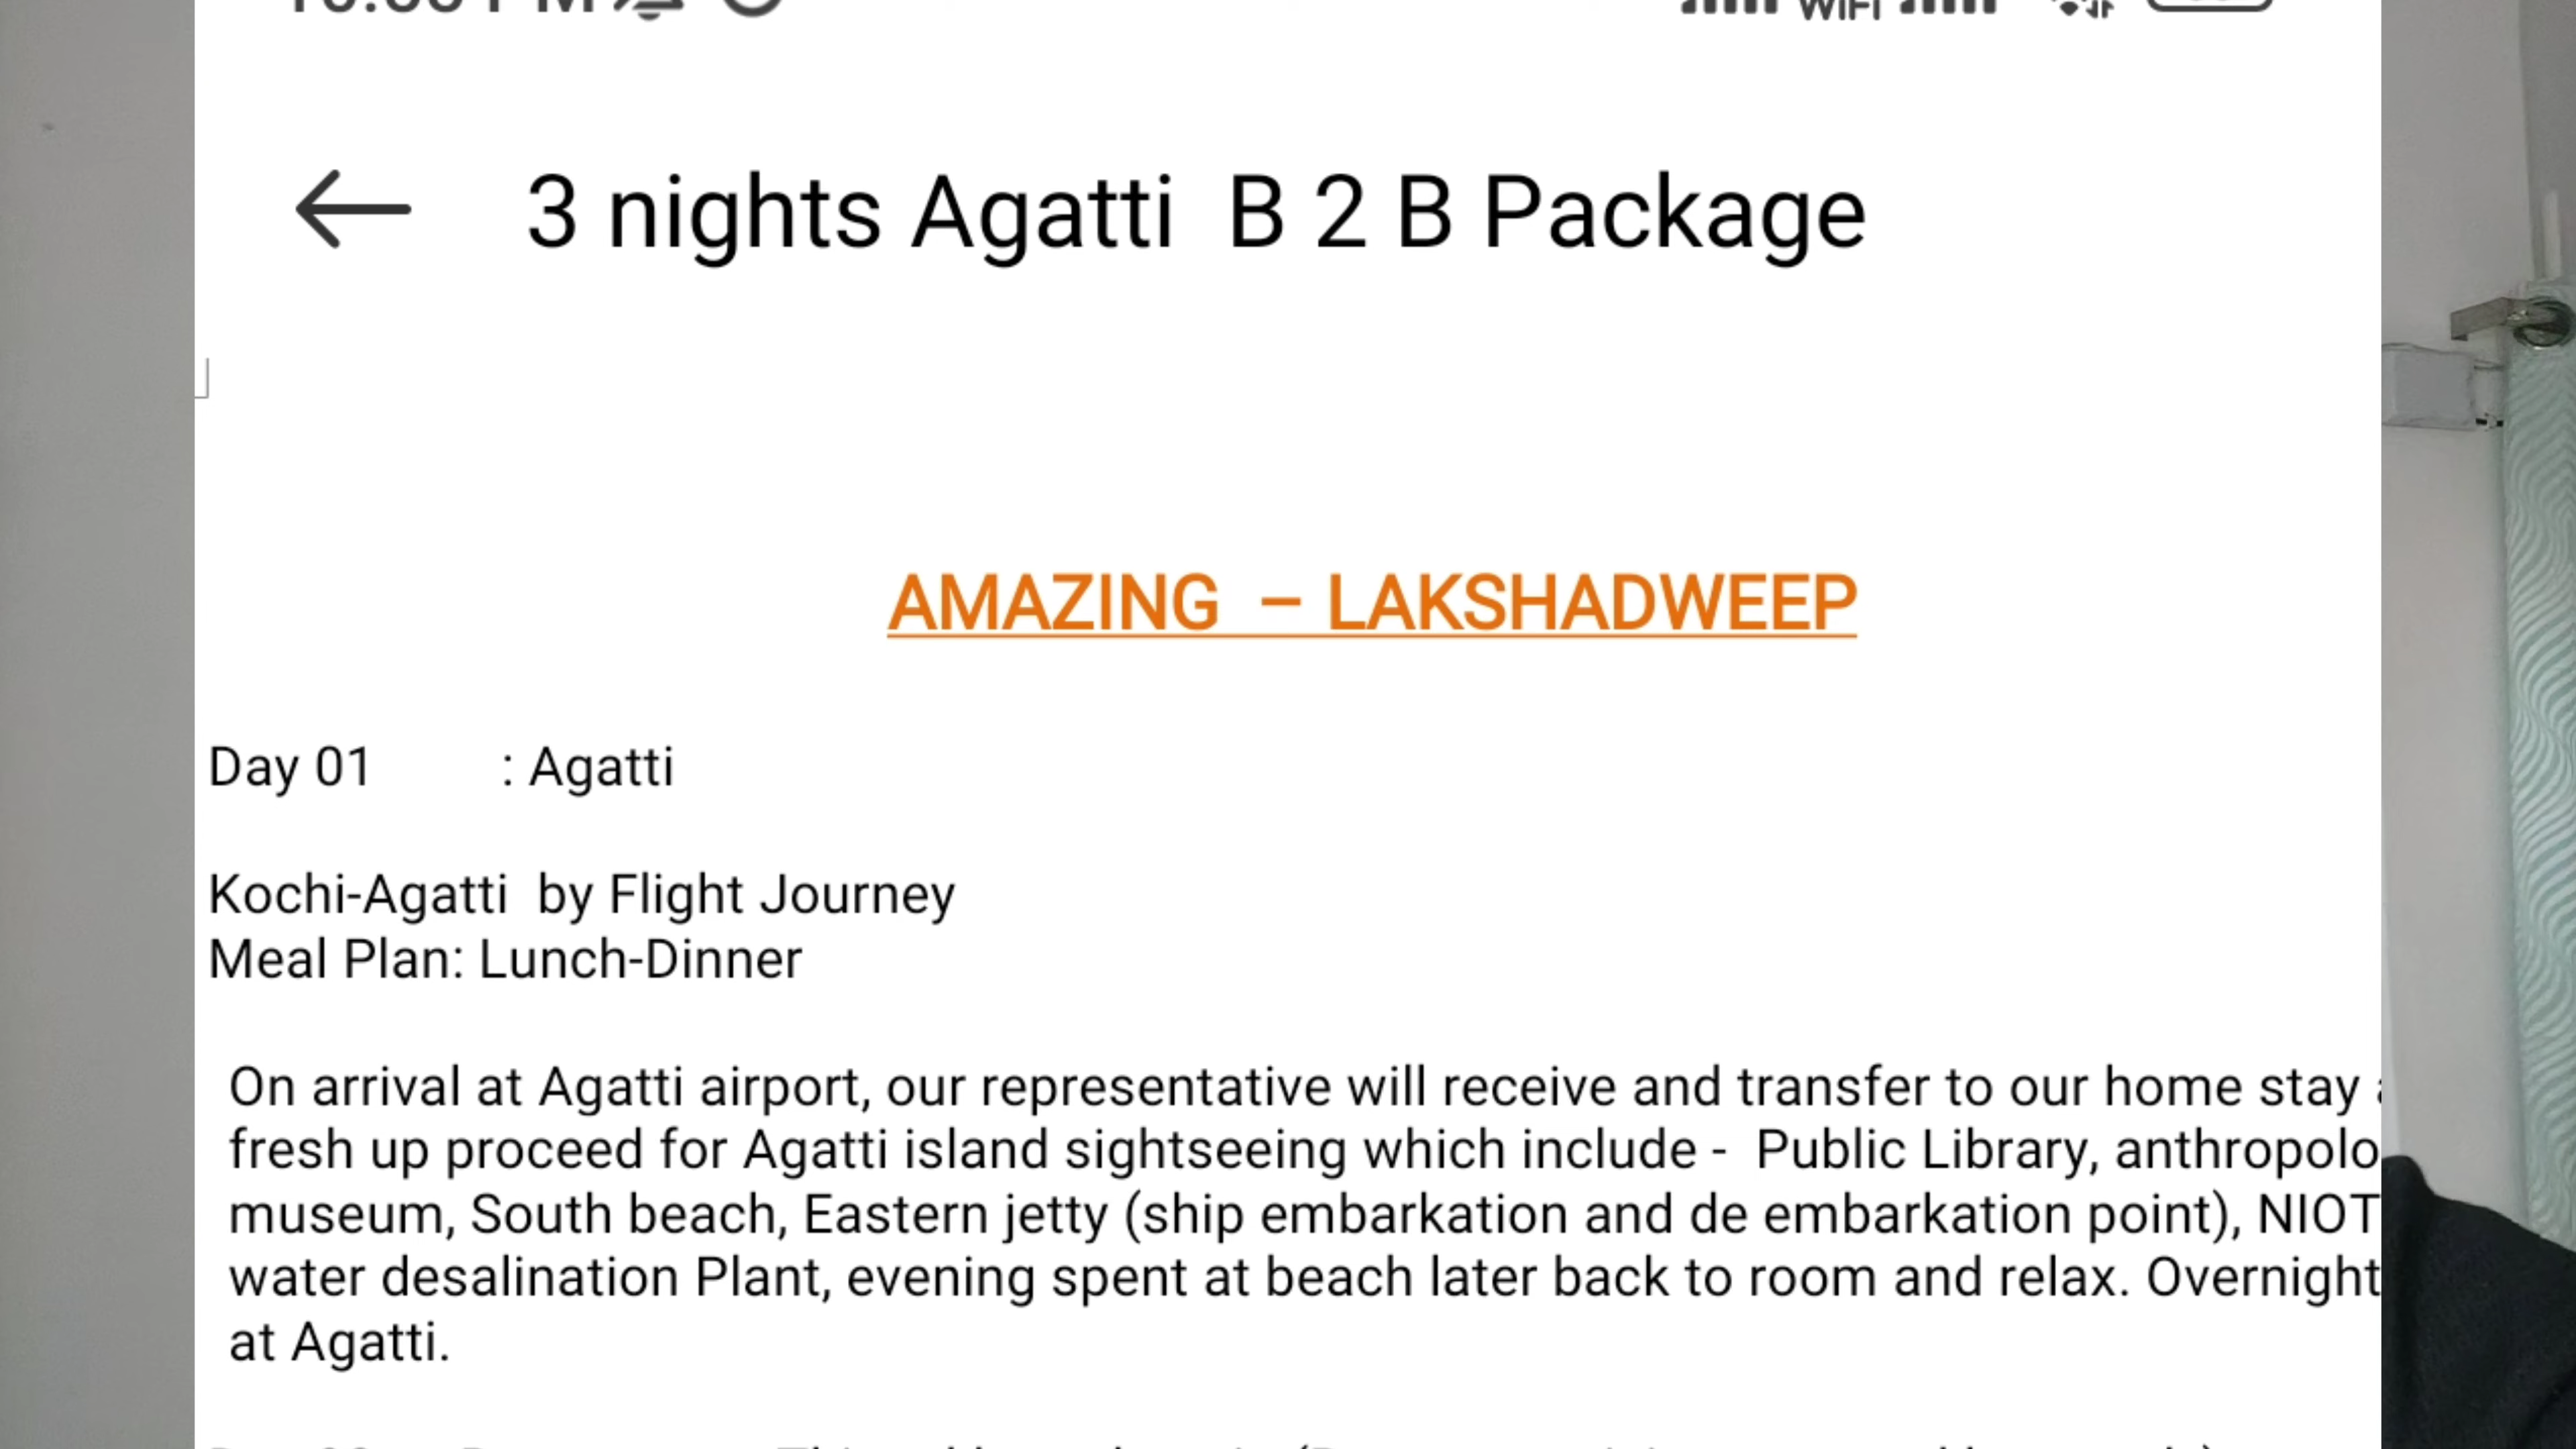 WiFi
3 nights Agatti B 2 B Package
AMAZING – LAKSHADWEEP
Day 01 : Agatti
Kochi-Agatti by Flight Journey
Meal Plan: Lunch-Dinner
On arrival at Agatti airport, our representative will receive and transfer to our home stay
fresh up proceed for Agatti island sightseeing which include - Public Library, anthropolo
museum, South beach, Eastern jetty (ship embarkation and de embarkation point), NIOT
water desalination Plant, evening spent at beach later back to room and relax. Overnight
at Agatti.